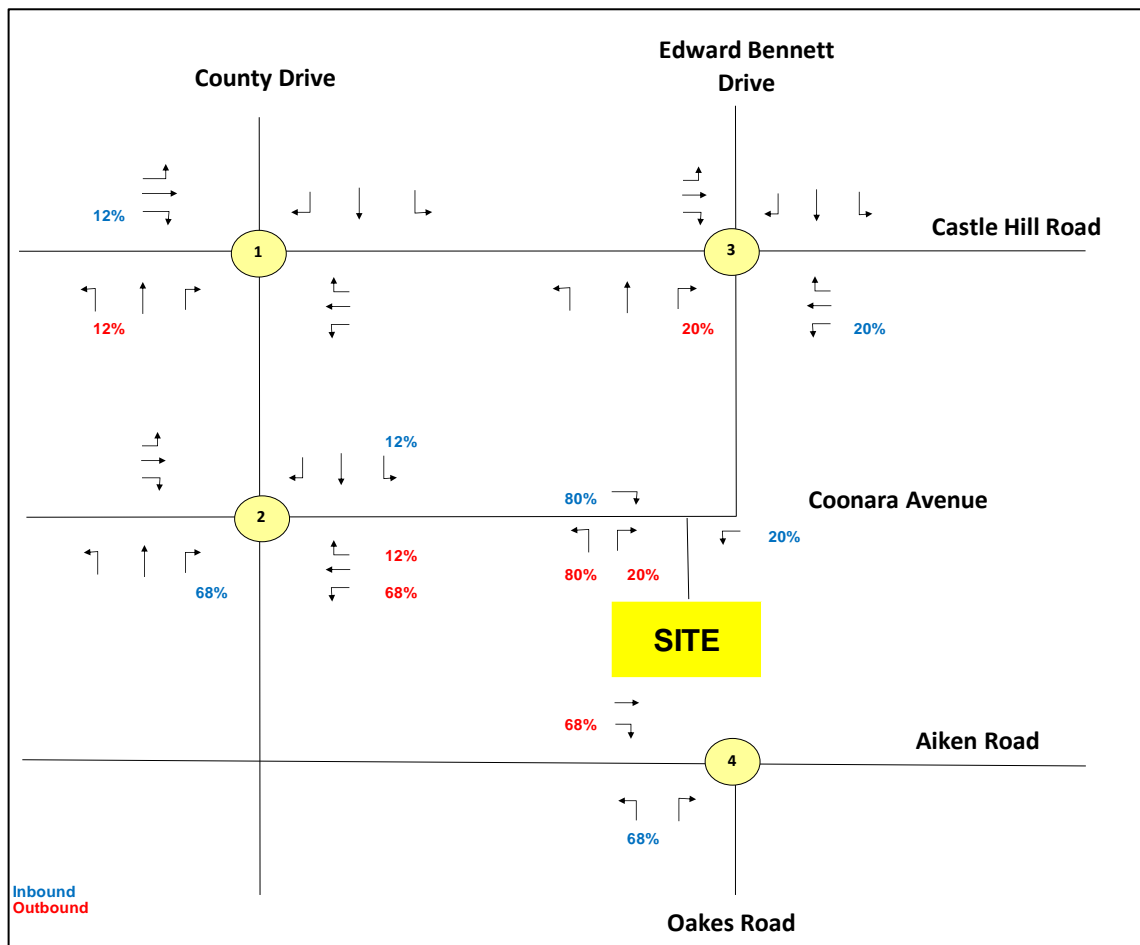 Edward Bennett
Drive
County Drive
12%
Castle Hill Road
1
3
12%
20%
20%
12%
80%
Coonara Avenue
2
20%
12%
80%
20%
68%
68%
SITE
68%
Aiken Road
4
68%
Inbound
Outbound
Oakes Road